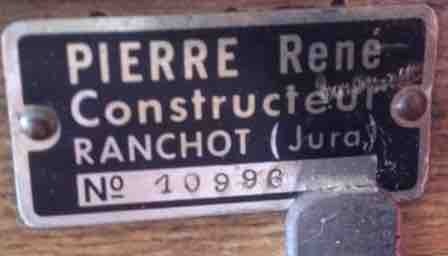 PIERRE René
Constructeur
RANCHOT (Jura)
Nº 10996